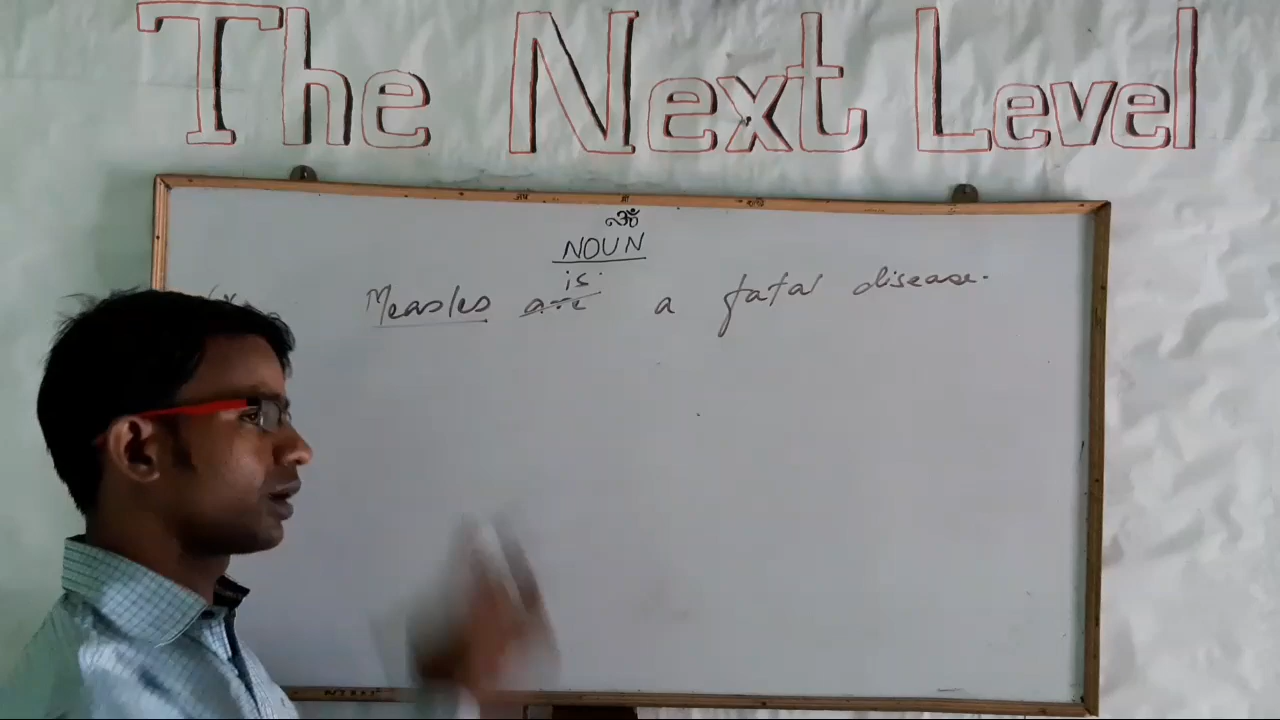 The Next Level
ॐ
NOUN
is
Measles are a fatal disease.